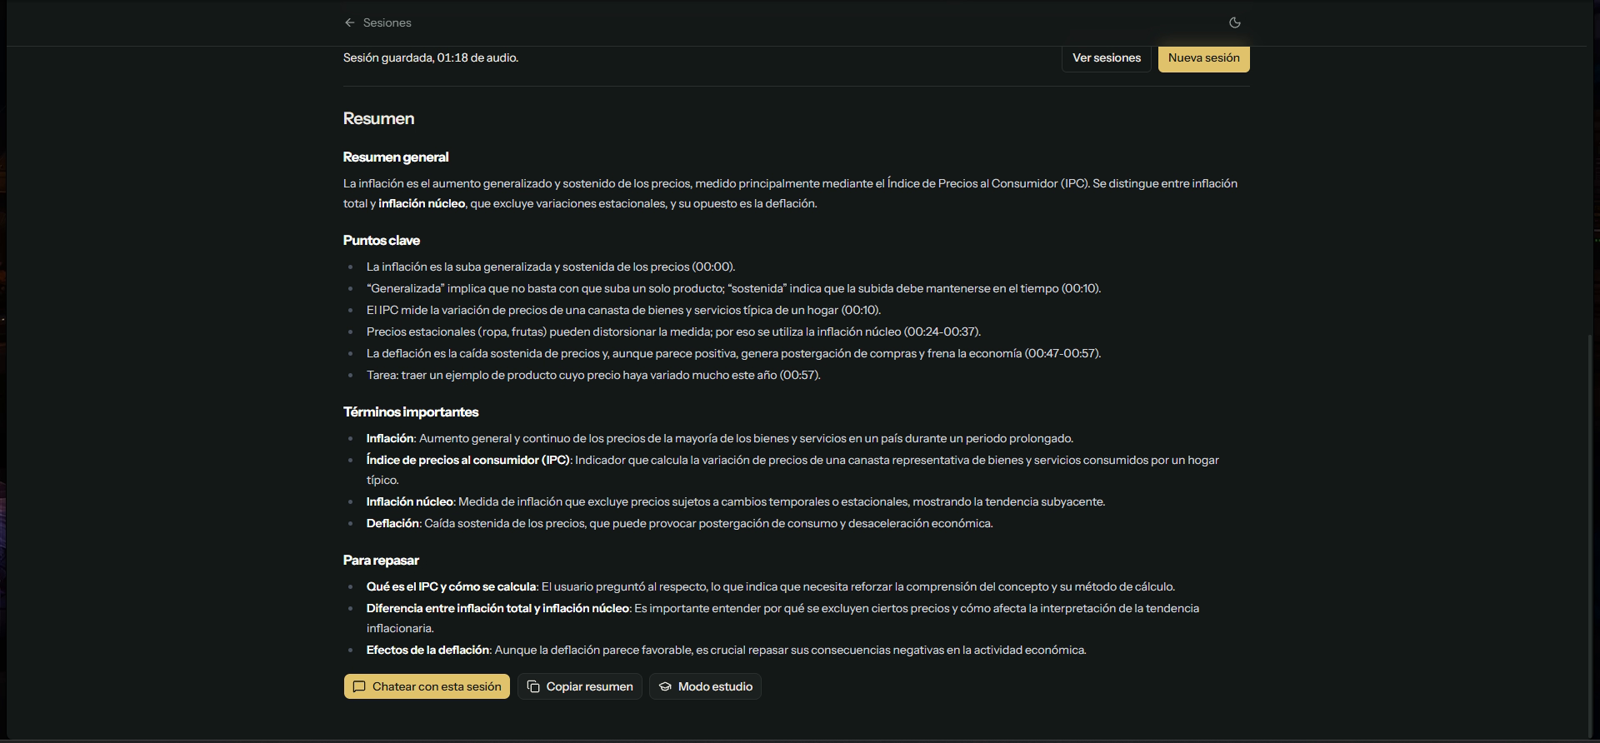 Sesiones
Sesión guardada, 01:18 de audio.
Ver sesiones
Nueva sesión
Resumen
Resumen general
La inflación es el aumento generalizado y sostenido de los precios, medido principalmente mediante el Índice de Precios al Consumidor (IPC). Se distingue entre inflación
total y inflación núcleo, que excluye variaciones estacionales, y su opuesto es la deflación.
Puntos clave
La inflación es la suba generalizada y sostenida de los precios (00:00).
“Generalizada” implica que no basta con que suba un solo producto; “sostenida” indica que la subida debe mantenerse en el tiempo (00:10).
El IPC mide la variación de precios de una canasta de bienes y servicios típica de un hogar (00:10).
Precios estacionales (ropa, frutas) pueden distorsionar la medida; por eso se utiliza la inflación núcleo (00:24-00:37).
La deflación es la caída sostenida de precios y, aunque parece positiva, genera postergación de compras y frena la economía (00:47-00:57).
Tarea: traer un ejemplo de producto cuyo precio haya variado mucho este año (00:57).
Términos importantes
Inflación: Aumento general y continuo de los precios de la mayoría de los bienes y servicios en un país durante un periodo prolongado.
Índice de precios al consumidor (IPC): Indicador que calcula la variación de precios de una canasta representativa de bienes y servicios consumidos por un hogar
típico.
Inflación núcleo: Medida de inflación que excluye precios sujetos a cambios temporales o estacionales, mostrando la tendencia subyacente.
Deflación: Caída sostenida de los precios, que puede provocar postergación de consumo y desaceleración económica.
Para repasar
Qué es el IPC y cómo se calcula: El usuario preguntó al respecto, lo que indica que necesita reforzar la comprensión del concepto y su método de cálculo.
Diferencia entre inflación total y inflación núcleo: Es importante entender por qué se excluyen ciertos precios y cómo afecta la interpretación de la tendencia
inflacionaria.
Efectos de la deflación: Aunque la deflación parece favorable, es crucial repasar sus consecuencias negativas en la actividad económica.
Chatear con esta sesión
Copiar resumen
Modo estudio